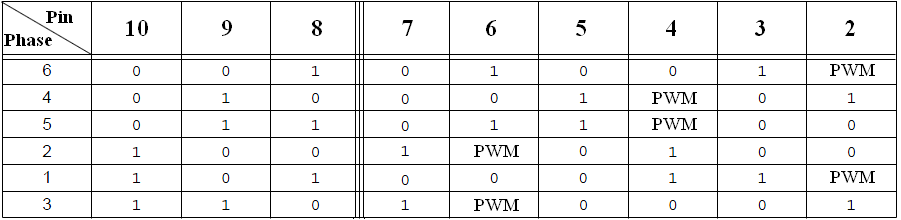 Pin
Phase 10 9 8 7 6 5 4 3 2
6 0 0 1 0 1 0 0 1 PWM
4 0 1 0 0 0 1 PWM 0 1
5 0 1 1 0 1 1 PWM 0 0
2 1 0 0 1 PWM 0 1 0 0
1 1 0 1 0 0 0 1 1 PWM
3 1 1 0 1 PWM 0 0 0 1